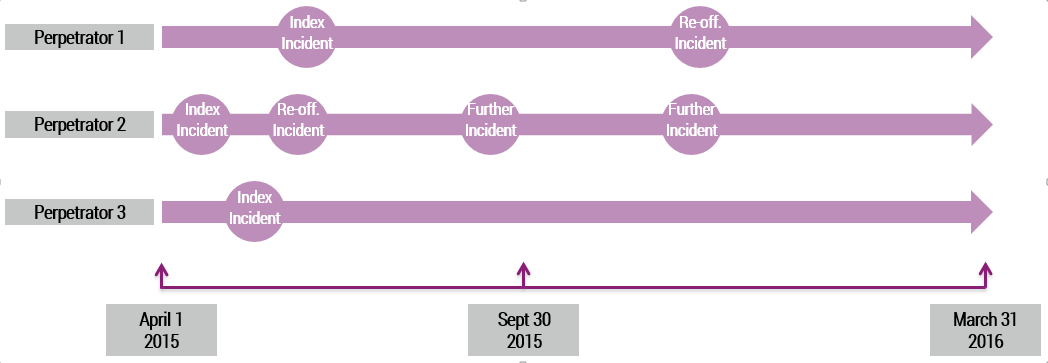 Perpetrator 1
Index
Incident
Re-off.
Incident
Perpetrator 2
Index
Incident
Re-off.
Incident
Further
Incident
Further
Incident
Perpetrator 3
Index
Incident
April 1
2015
Sept 30
2015
March 31
2016